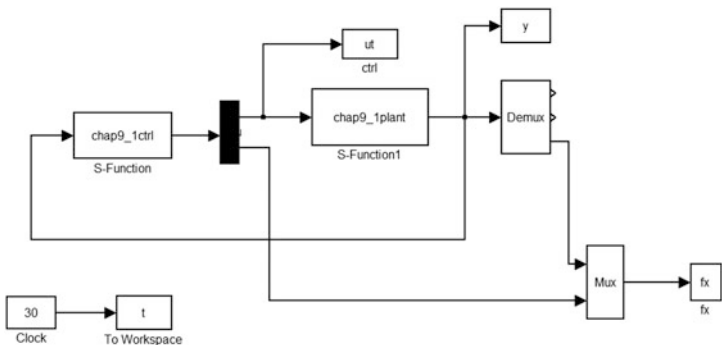 y
ut
ctrl
chap9_1ctrl
S-Function
chap9_1plant
S-Function1
Demux
Mux
fx
fx
30
Clock
t
To Workspace